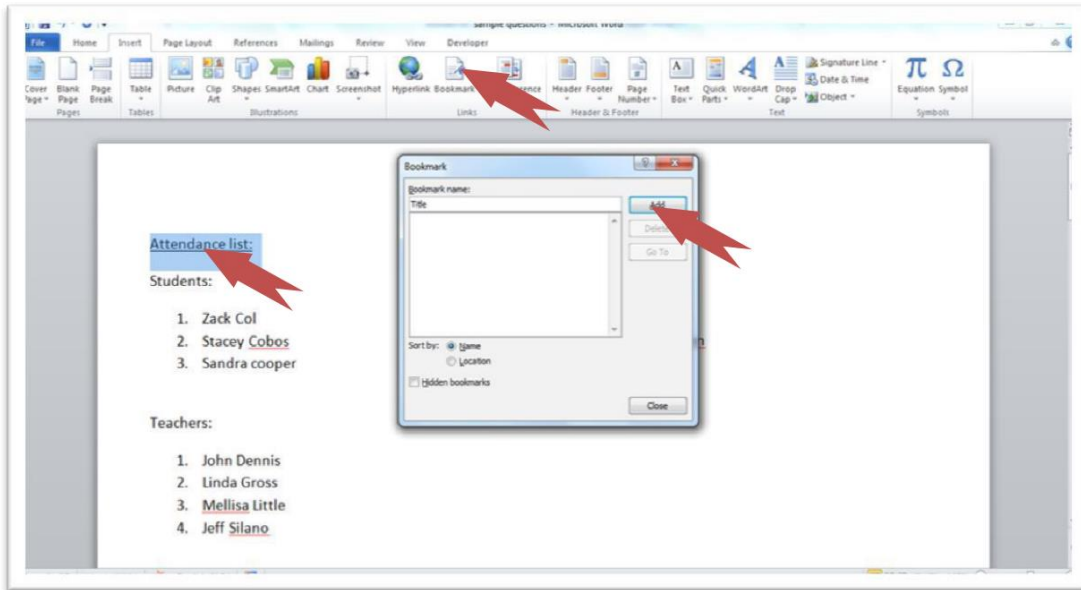 sample questions - Microsoft Word
File Home Insert Page Layout References Mailings Review View Developer
Cover Page Blank Page Page Break Table Picture Clip Art Shapes SmartArt Chart Screenshot Hyperlink Bookmark Header Footer Page Number Text Box Quick Parts WordArt Drop Cap Signature Line Date & Time Object Equation Symbol
Pages Tables Illustrations Links Header & Footer Text Symbols
Bookmark
Bookmark name:
Title
Add
Delete
Go To
Sort by: Name
Location
Hidden bookmarks
Close
Attendance list:
Students:
1. Zack Col
2. Stacey Cobos
3. Sandra cooper
Teachers:
1. John Dennis
2. Linda Gross
3. Mellisa Little
4. Jeff Silano